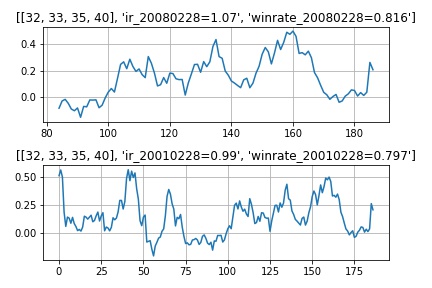 [[32, 33, 35, 40], 'ir_20080228=1.07', 'winrate_20080228=0.816']
0.4
0.2
0.0
80 100 120 140 160 180
[[32, 33, 35, 40], 'ir_20010228=0.99', 'winrate_20010228=0.797']
0.50
0.25
0.00
0 25 50 75 100 125 150 175